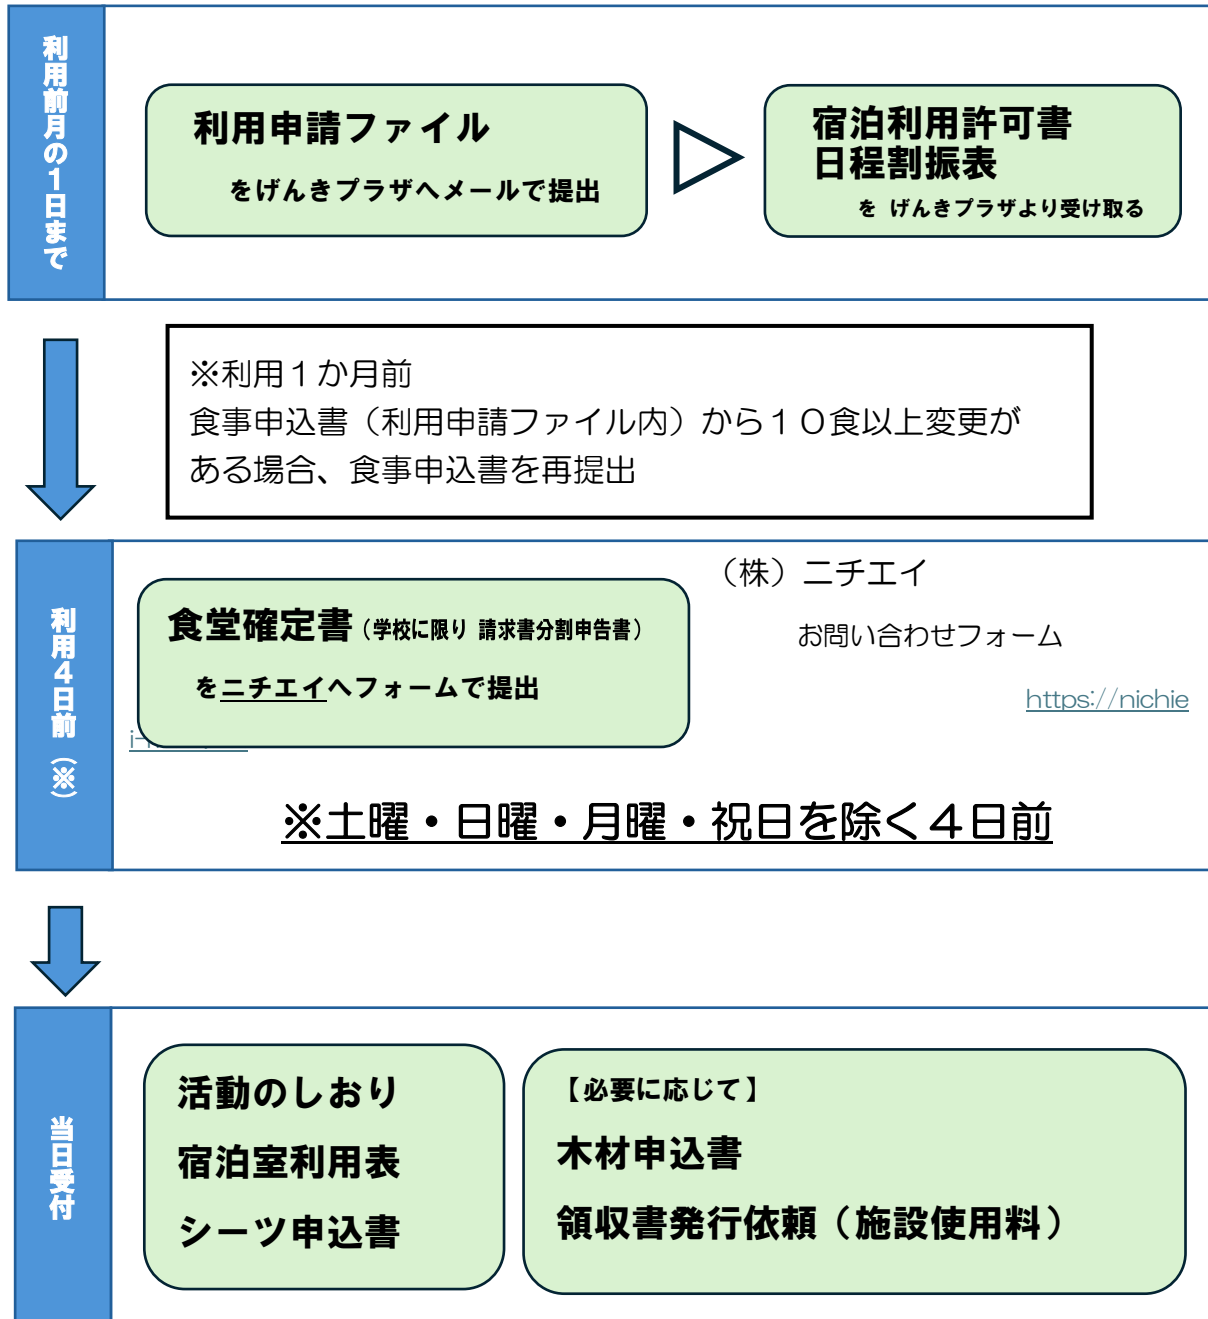 利用前月の1日まで
利用申請ファイル
をげんきプラザへメールで提出
宿泊利用許可書
日程割振表
を げんきプラザより受け取る
※利用1か月前
食事申込書(利用申請ファイル内)から10食以上変更が
ある場合、食事申込書を再提出
利用4日前(※)
食堂確定書(学校に限り 請求書分割申告書)
をニチエイへフォームで提出
(株)ニチエイ
お問い合わせフォーム
https://nichie
※土曜・日曜・月曜・祝日を除く4日前
当日受付
活動のしおり
宿泊室利用表
シーツ申込書
【必要に応じて】
木材申込書
領収書発行依頼(施設使用料)